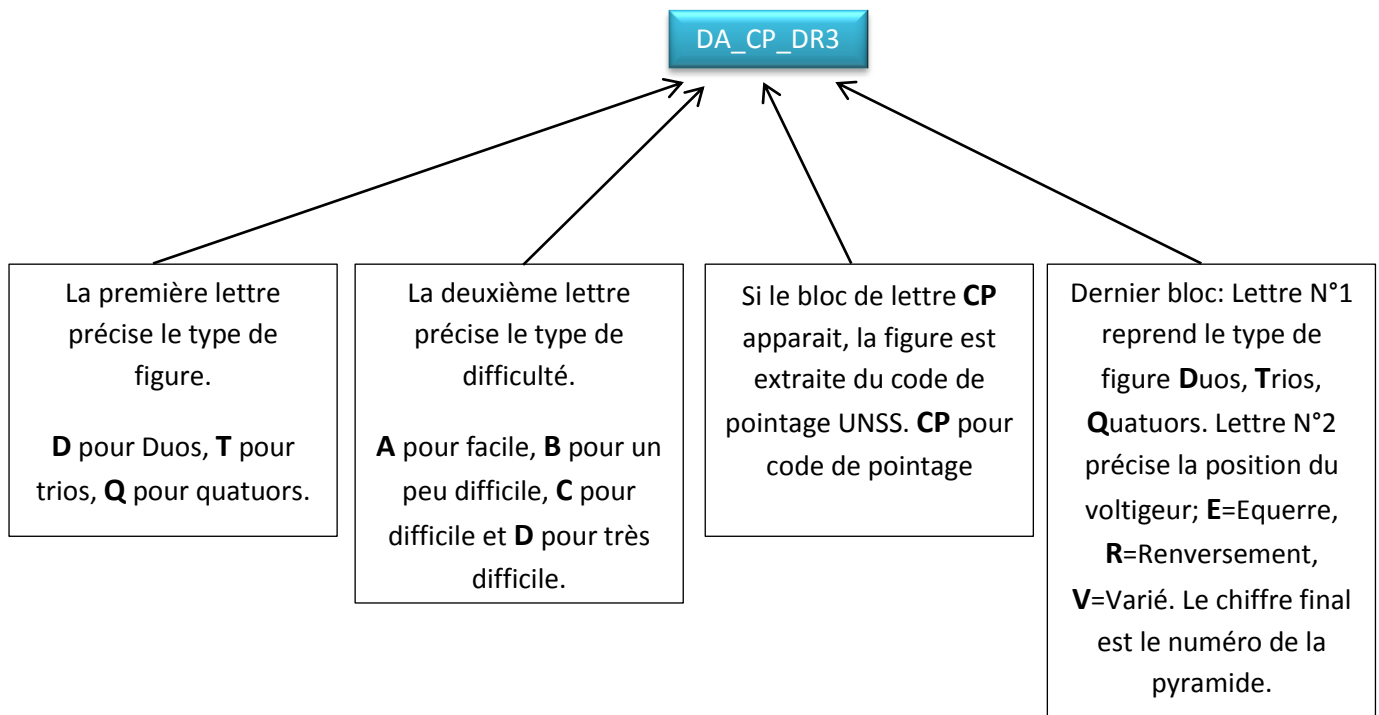 DA_CP_DR3
La première lettre
précise le type de
figure.
D pour Duos, T pour
trios, Q pour quatuors.
La deuxième lettre
précise le type de
difficulté.
A pour facile, B pour un
peu difficile, C pour
difficile et D pour très
difficile.
Si le bloc de lettre CP
apparait, la figure est
extraite du code de
pointage UNSS. CP pour
code de pointage
Dernier bloc: Lettre N°1
reprend le type de
figure Duos, Trios,
Quatuors. Lettre N°2
précise la position du
voltigeur; E=Equerre,
R=Renversement,
V=Varié. Le chiffre final
est le numéro de la
pyramide.